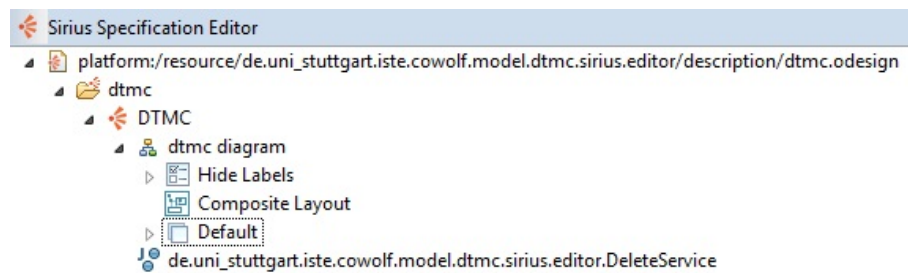 Sirius Specification Editor
platform:/resource/de.uni_stuttgart.iste.cowolf.model.dtmc.sirius.editor/description/dtmc.odesign
dtmc
DTMC
dtmc diagram
Hide Labels
Composite Layout
Default
de.uni_stuttgart.iste.cowolf.model.dtmc.sirius.editor.DeleteService